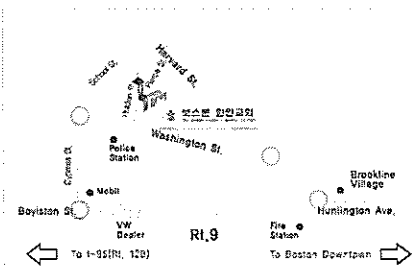 Harvard St.
School St.
보스톤 한인교회
Washington St.
Police
Station
Cypress St.
Brookline
Village
Mobil
Boylston St.
Huntington Ave.
VW
Dealer
Rt.9
Fire
Station
To I-95(Rt. 128)
To Boston Downtown